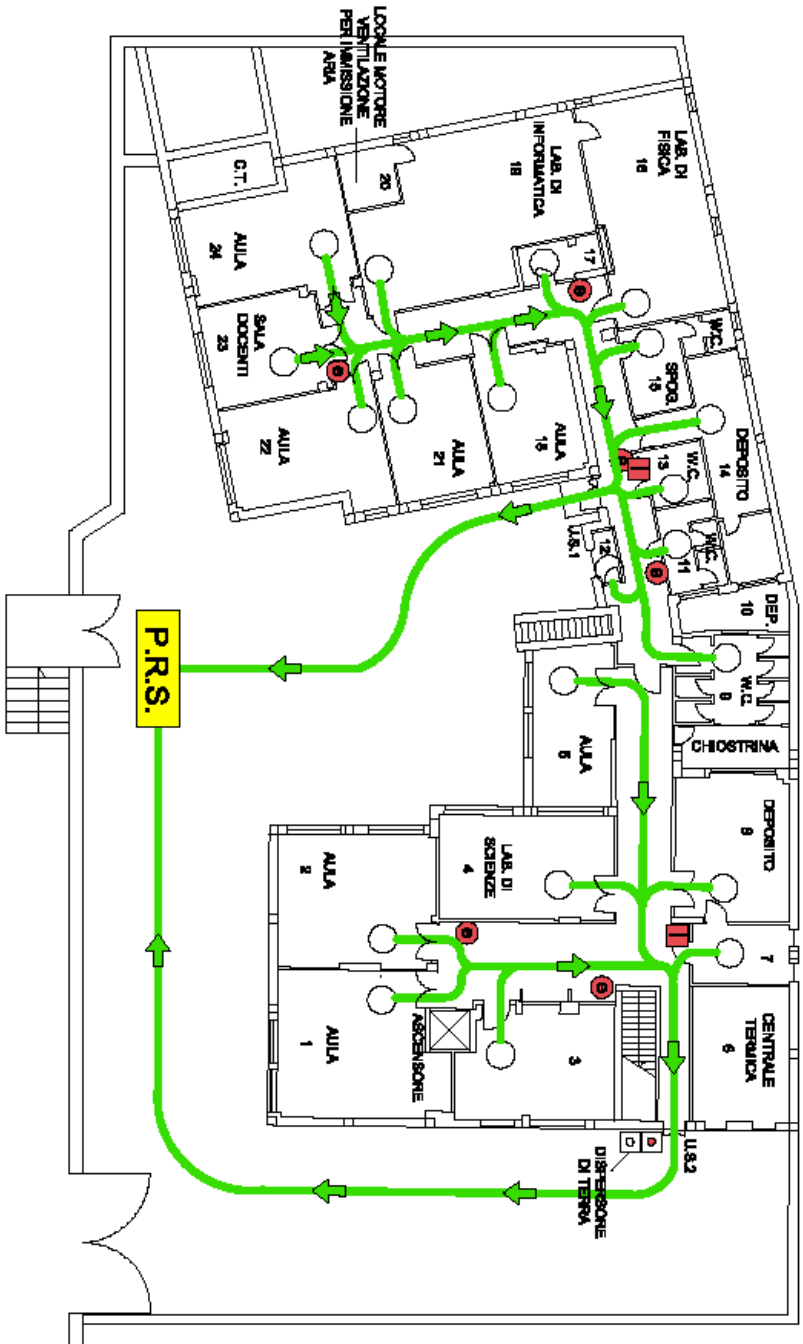 LAB. DI
FISICA
16
LAB. DI
INFORMATICA
18
LOCALE MOTORE
VENTILAZIONE
PER IMMISSIONE
ARIA
20
C.T.
AULA
24
SALA
DOCENTI
23
AULA
22
AULA
21
AULA
17
W.C.
SPOG.
15
DEPOSITO
14
W.C.
13
W.C.
11
12
U.S.1
DEP.
10
W.C.
CHIOSTRINA
DEPOSITO
7
CENTRALE
TERMICA
6
U.S.2
AULA
5
LAB. DI
SCIENZE
4
AULA
2
AULA
1
ASCENSORE
3
DISPERSORE
DI TERRA
P.R.S.